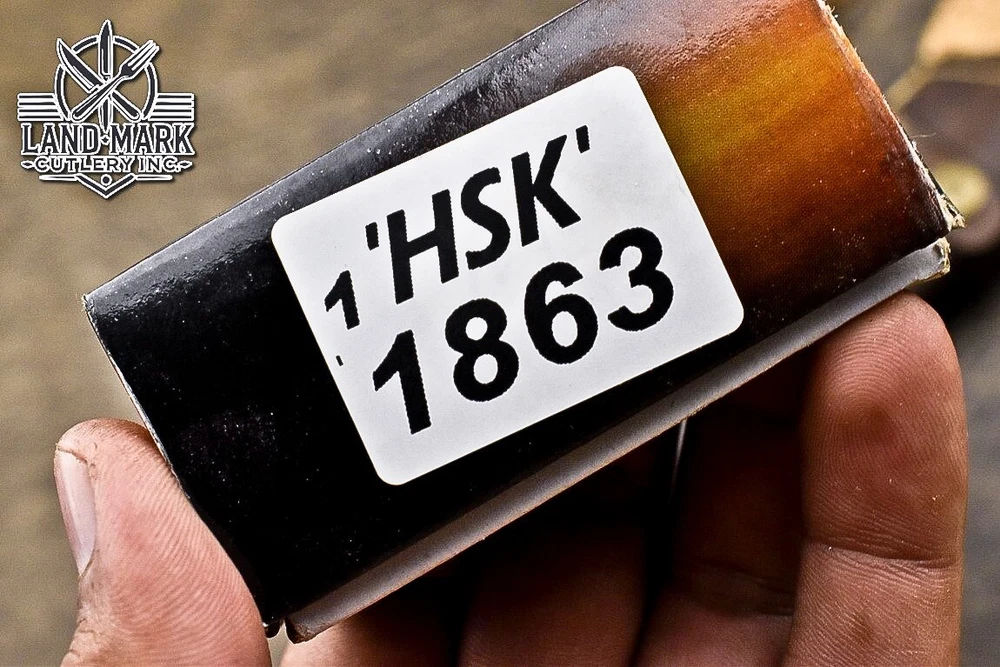 LAND MARK
CUTLERY INC.
1 'HSK'
' 1863